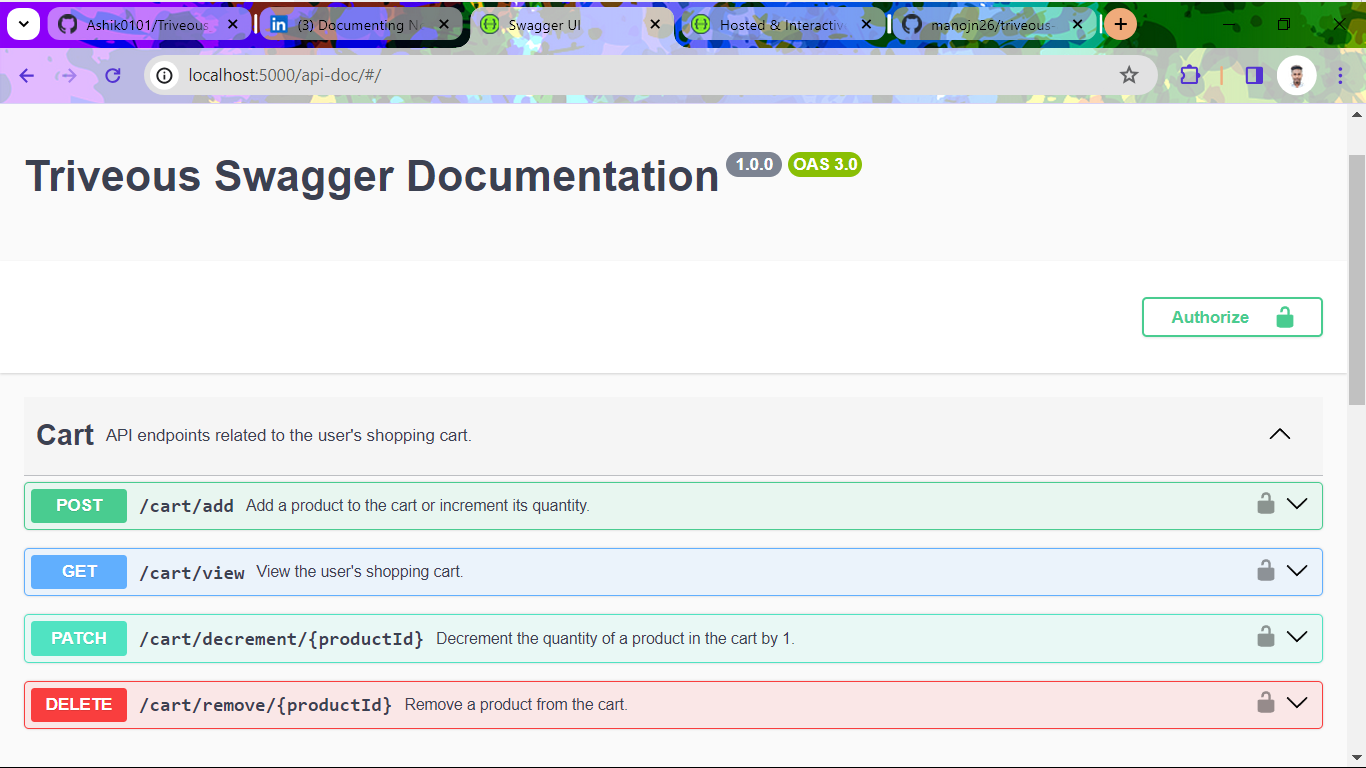 Ashik0101/Triveous
(3) Documenting N
Swagger UI
Hosted & Interactiv
manojn26/triveous-
localhost:5000/api-doc/#/
Triveous Swagger Documentation 1.0.0 OAS 3.0
Authorize
Cart API endpoints related to the user's shopping cart.
POST /cart/add Add a product to the cart or increment its quantity.
GET /cart/view View the user's shopping cart.
PATCH /cart/decrement/{productId} Decrement the quantity of a product in the cart by 1.
DELETE /cart/remove/{productId} Remove a product from the cart.